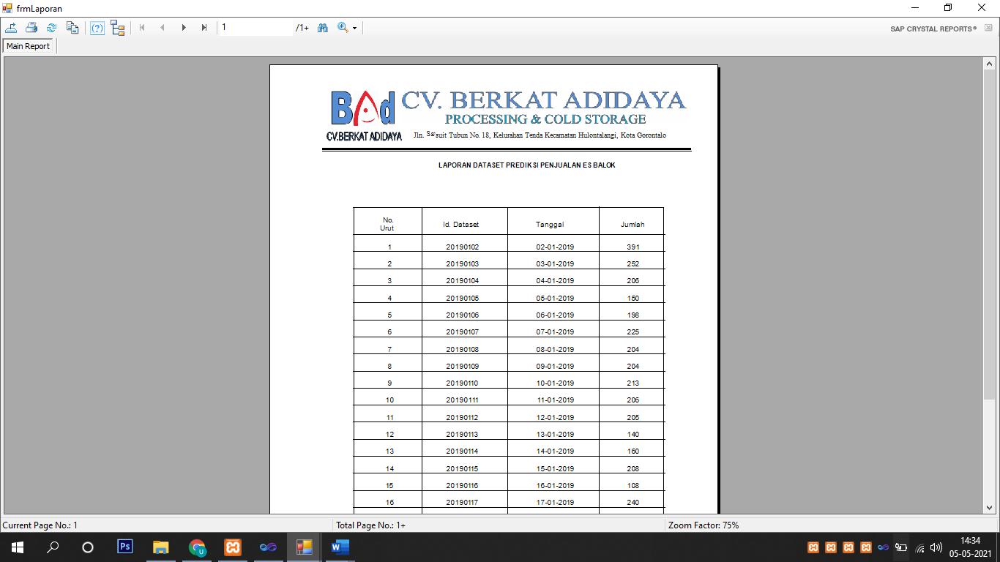 frmLaporan
1 /1+ SAP CRYSTAL REPORTS®
Main Report
BAd
CV.BERKAT ADIDAYA
CV. BERKAT ADIDAYA
PROCESSING & COLD STORAGE
Jln. Sa'suit Tubun No. 18, Kelurahan Tenda Kecamatan Hulontalangi, Kota Gorontalo
LAPORAN DATASET PREDIKSI PENJUALAN ES BALOK
No. Urut Id. Dataset Tanggal Jumlah
1 20190102 02-01-2019 391
2 20190103 03-01-2019 252
3 20190104 04-01-2019 206
4 20190105 05-01-2019 150
5 20190106 06-01-2019 198
6 20190107 07-01-2019 225
7 20190108 08-01-2019 204
8 20190109 09-01-2019 204
9 20190110 10-01-2019 213
10 20190111 11-01-2019 206
11 20190112 12-01-2019 205
12 20190113 13-01-2019 140
13 20190114 14-01-2019 160
14 20190115 15-01-2019 208
15 20190116 16-01-2019 108
16 20190117 17-01-2019 240
Current Page No.: 1 Total Page No.: 1+ Zoom Factor: 75%
Ps
14:34
05-05-2021